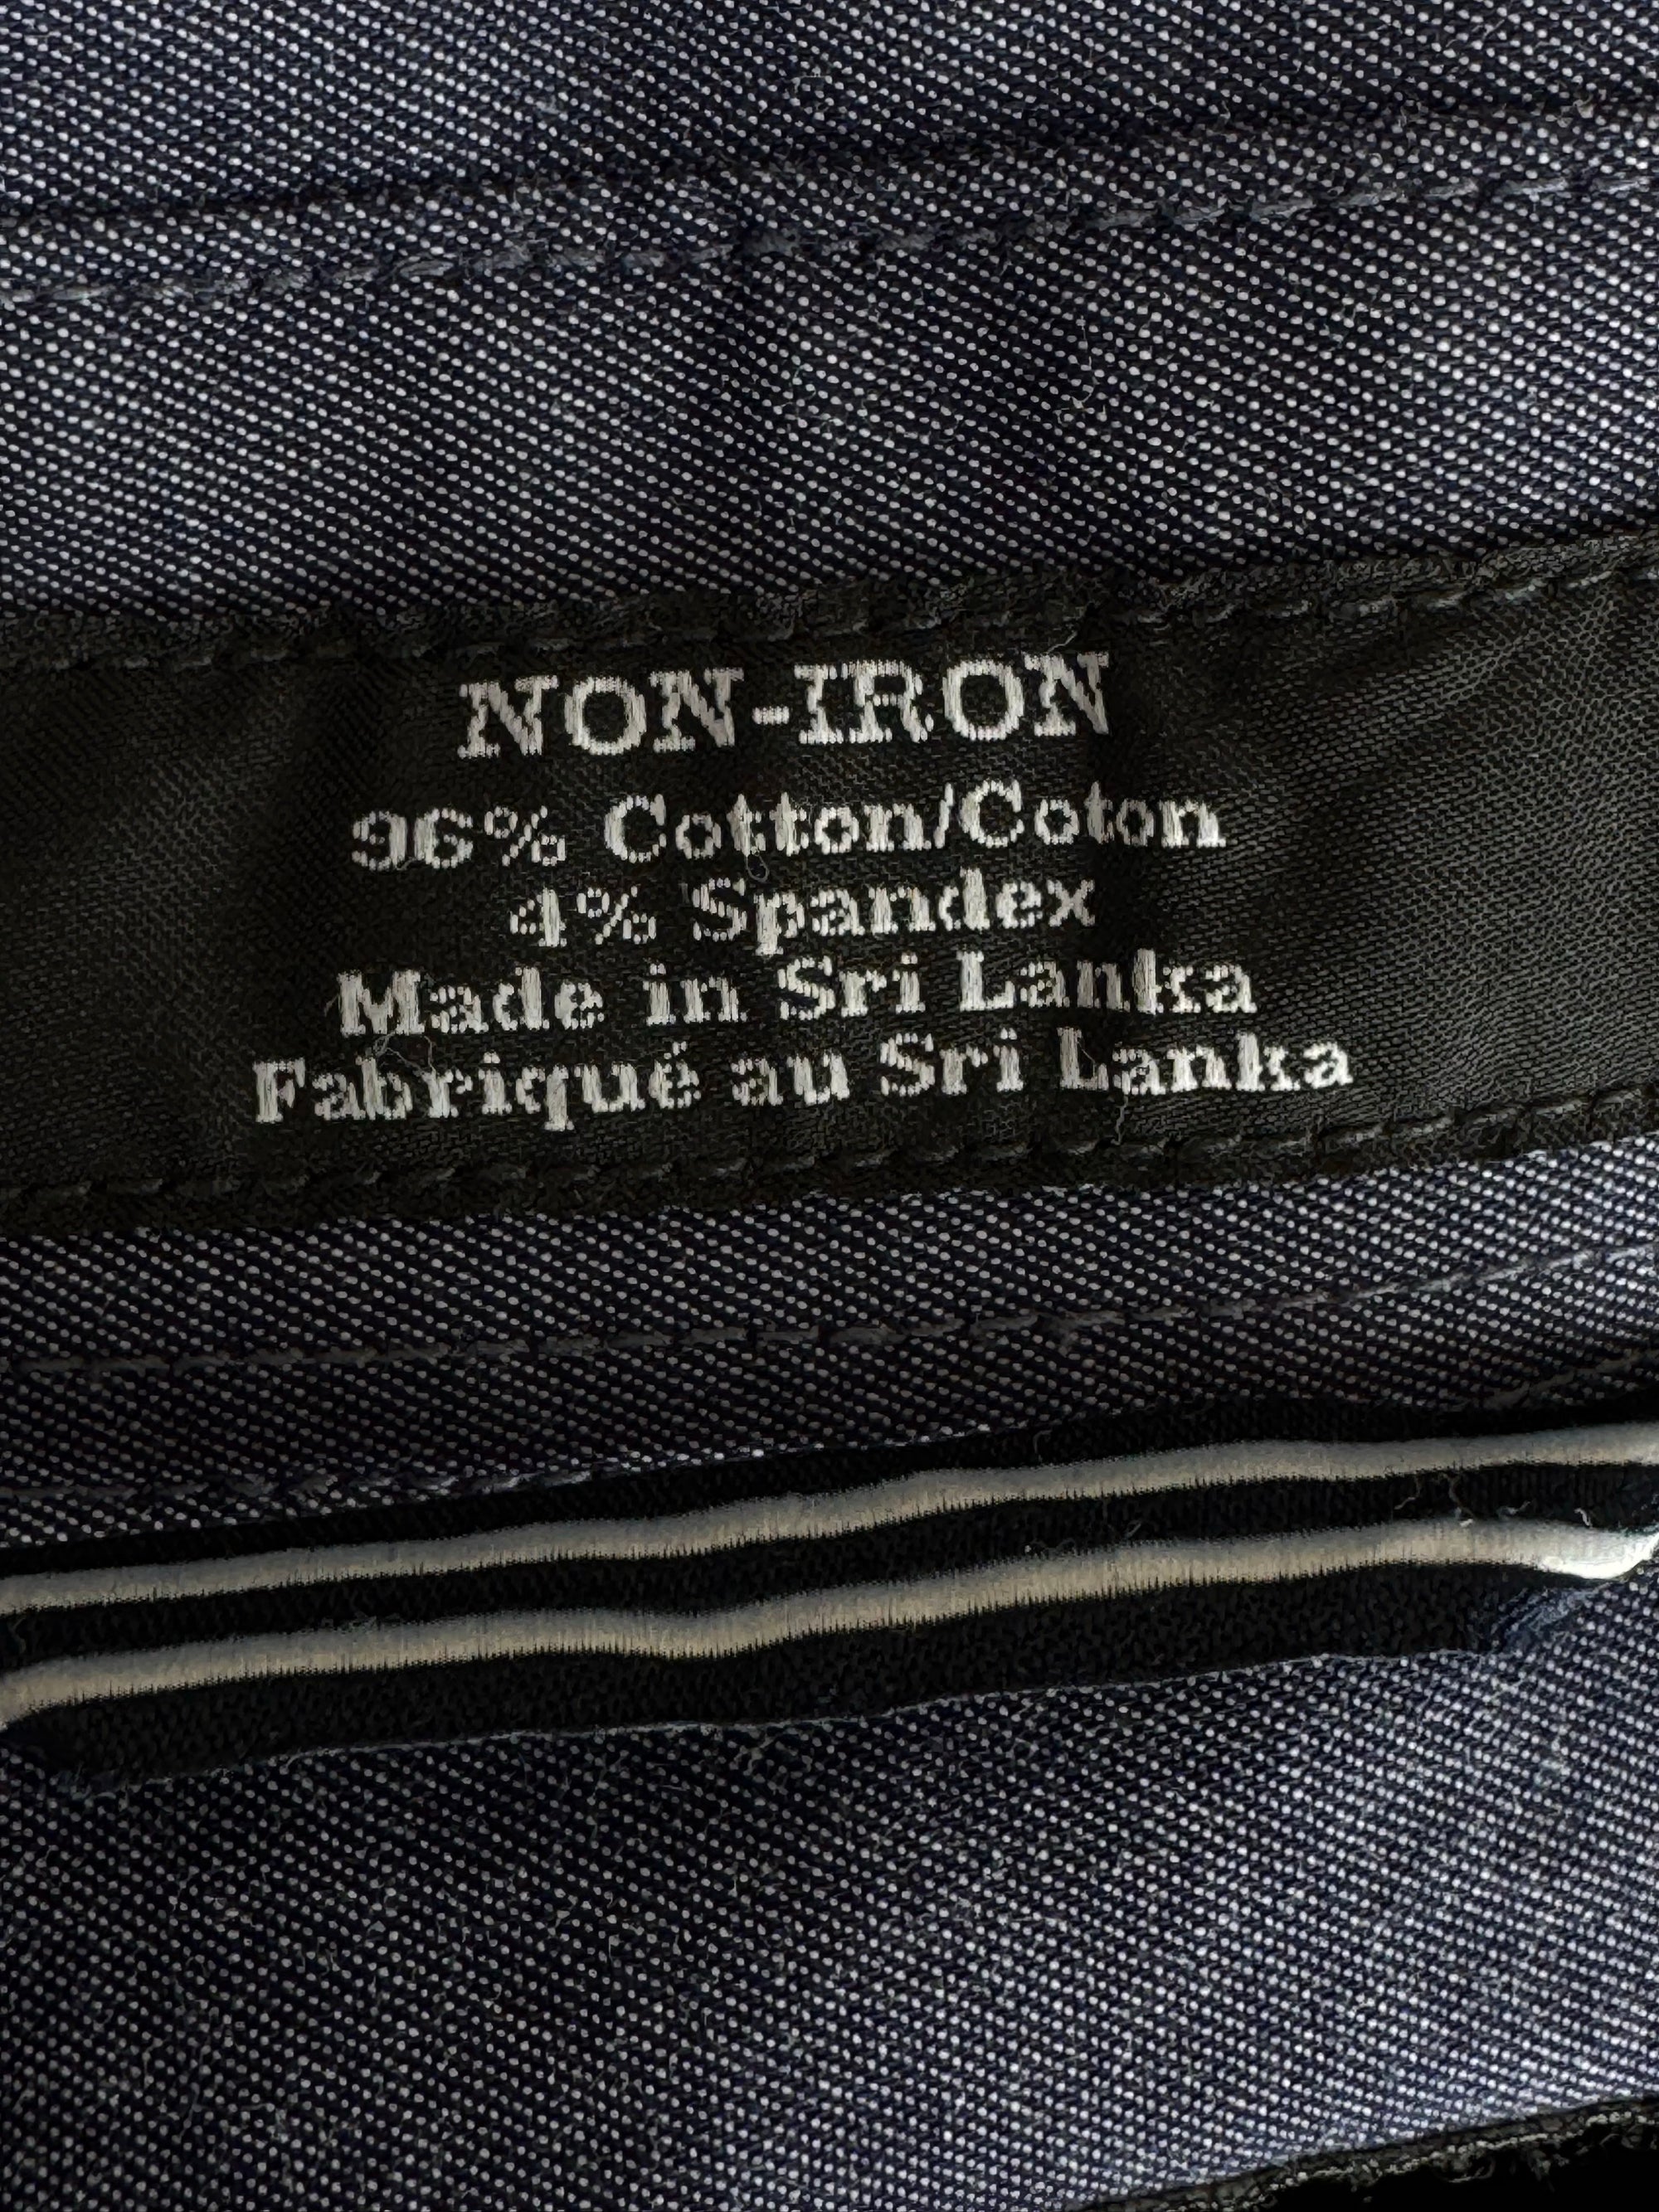 NON-IRON
96% Cotton/Coton
4% Spandex
Made in Sri Lanka
Fabriqué au Sri Lanka